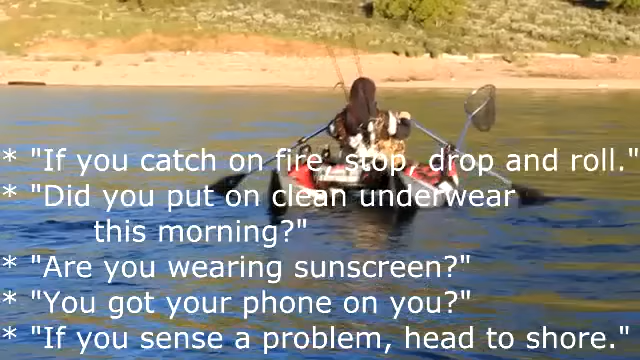 * "If you catch on fire, stop, drop and roll."
* "Did you put on clean underwear
this morning?"
* "Are you wearing sunscreen?"
* "You got your phone on you?"
* "If you sense a problem, head to shore."